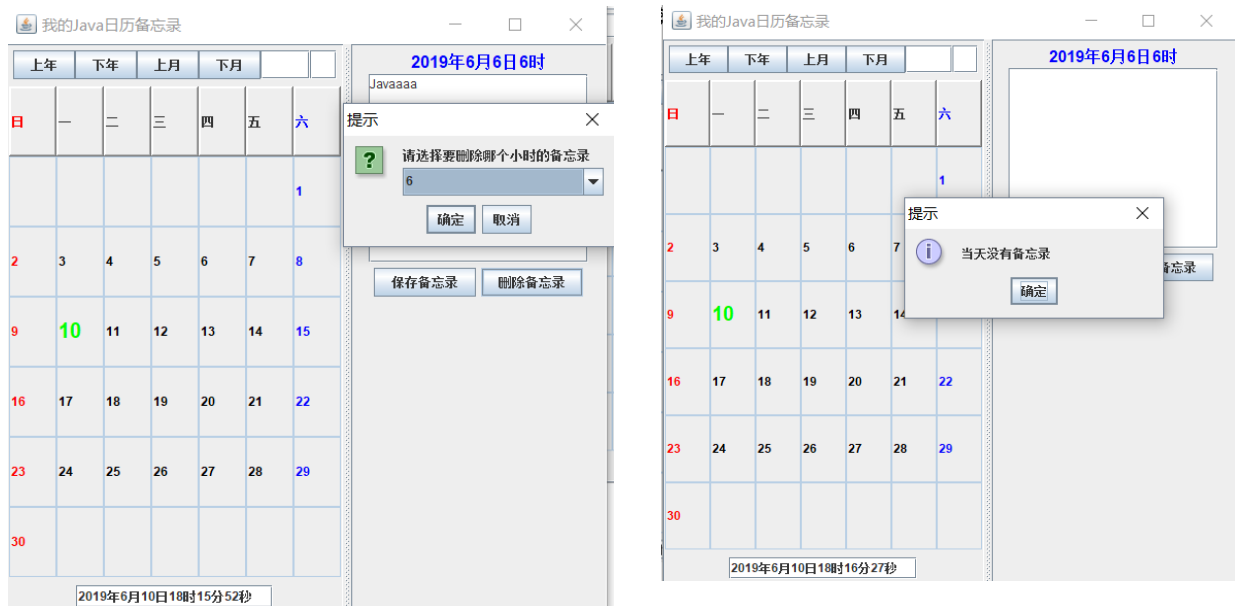 我的Java日历备忘录
上年 下年 上月 下月
2019年6月6日6时
Javaaaa
日 一 二 三 四 五 六
提示
请选择要删除哪个小时的备忘录
6
确定 取消
1
2 3 4 5 6 7 8
保存备忘录 删除备忘录
9 10 11 12 13 14 15
16 17 18 19 20 21 22
23 24 25 26 27 28 29
30
2019年6月10日18时15分52秒
我的Java日历备忘录
上年 下年 上月 下月
2019年6月6日6时
日 一 二 三 四 五 六
1
提示
当天没有备忘录
确定
2 3 4 5 6 7
备忘录
9 10 11 12 13 14
16 17 18 19 20 21 22
23 24 25 26 27 28 29
30
2019年6月10日18时16分27秒